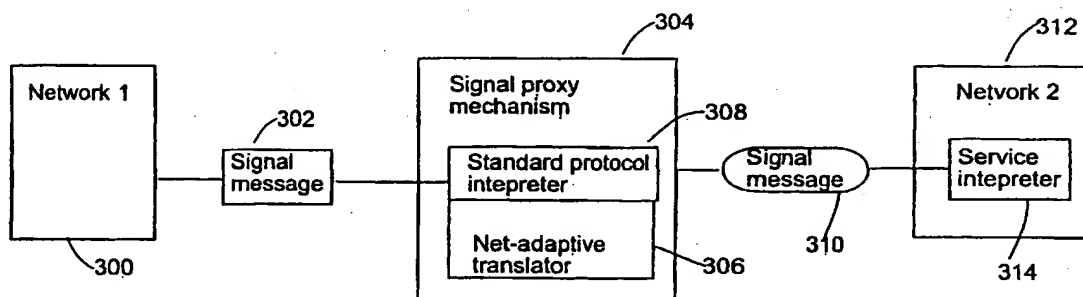 304
312
Network 1
Signal proxy
mechanism
Netvork 2
302
308
Signal
message
Standard protocol
intepreter
Signal
message
Service
intepreter
Net-adaptive
translator
300
306
310
314